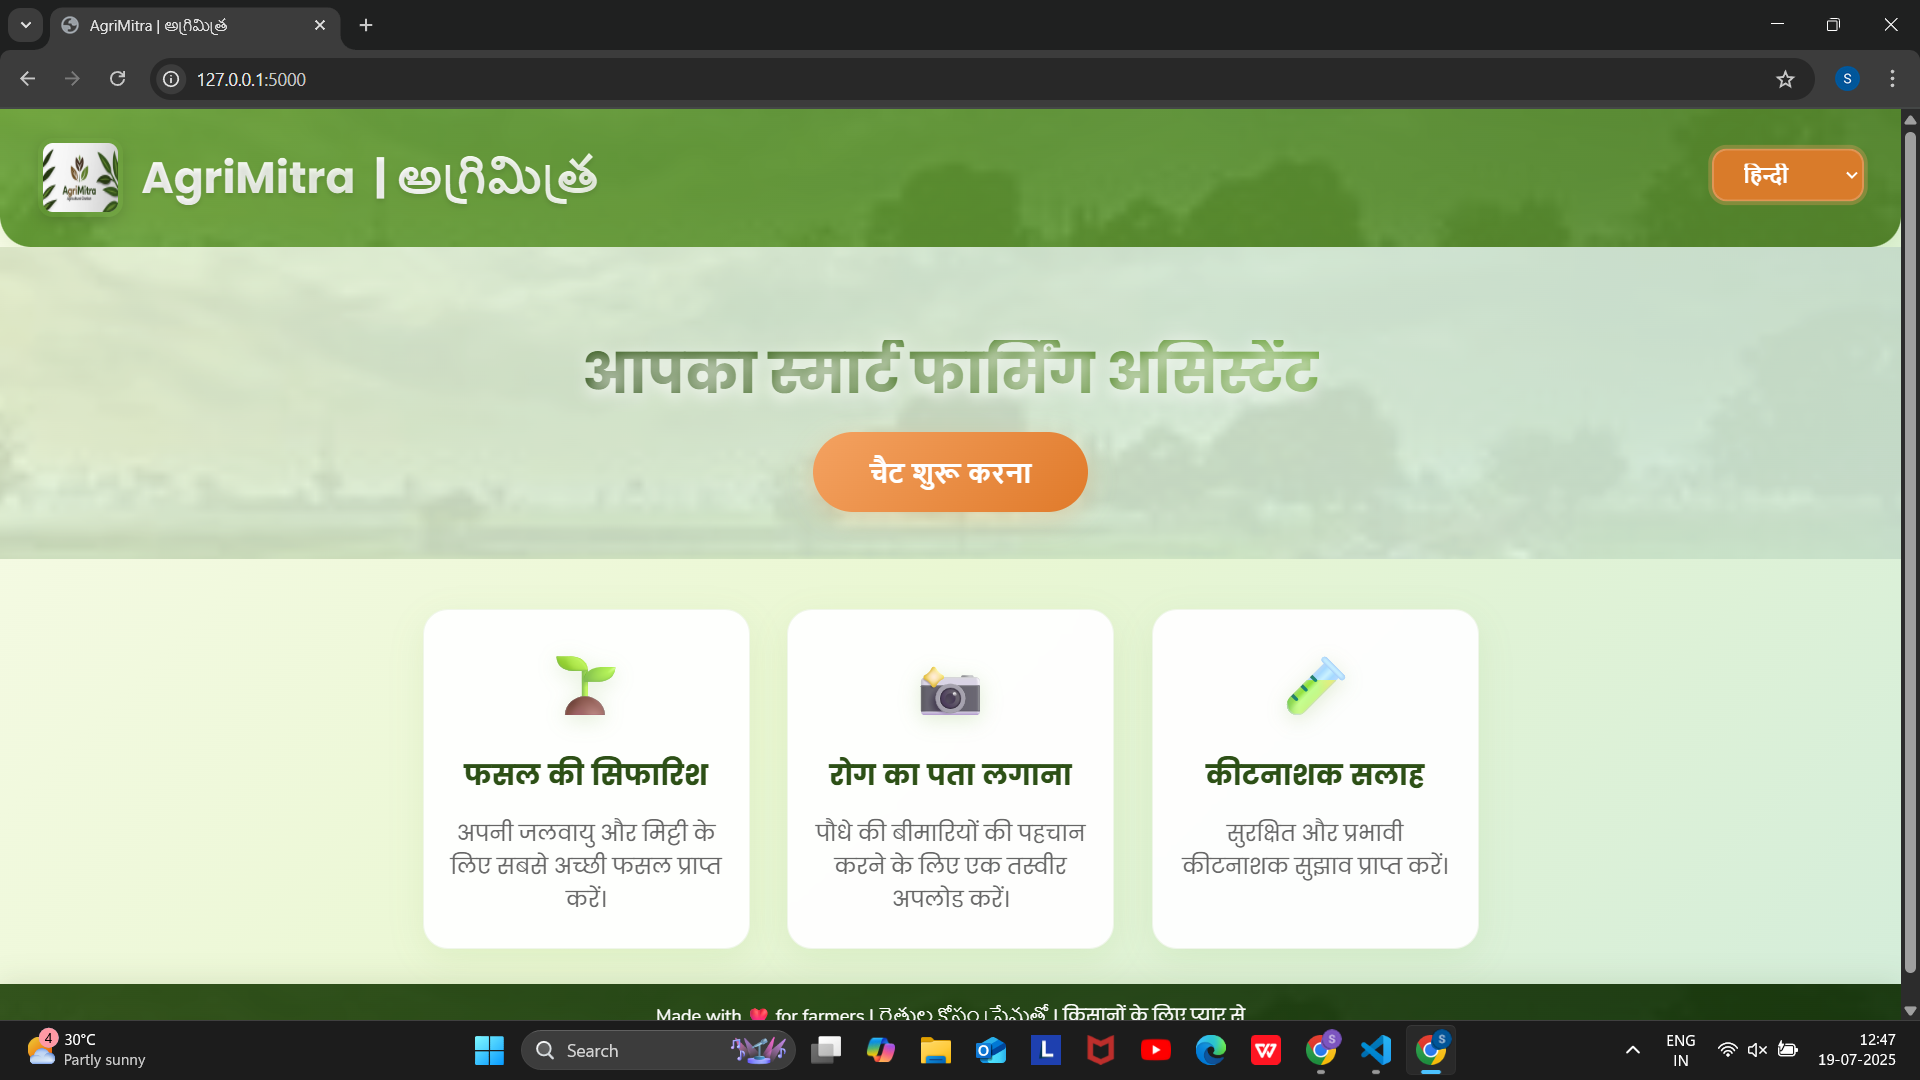 AgriMitra | అగ్రిమిత్ర
127.0.0.1:5000
S
AgriMitra
AgriMitra | అగ్రిమిత్ర
हिन्दी
आपका स्मार्ट फार्मिंग असिस्टेंट
चैट शुरू करना
फसल की सिफारिश
अपनी जलवायु और मिट्टी के
लिए सबसे अच्छी फसल प्राप्त
करें।
रोग का पता लगाना
पौधे की बीमारियों की पहचान
करने के लिए एक तस्वीर
अपलोड करें।
कीटनाशक सलाह
सुरक्षित और प्रभावी
कीटनाशक सुझाव प्राप्त करें।
Made with ❤️ for farmers | రైతుల కోసం ప్రేమతో | किसानों के लिए प्यार से
4
30°C
Partly sunny
Search
L
W
S
S
ENG
IN
12:47
19-07-2025